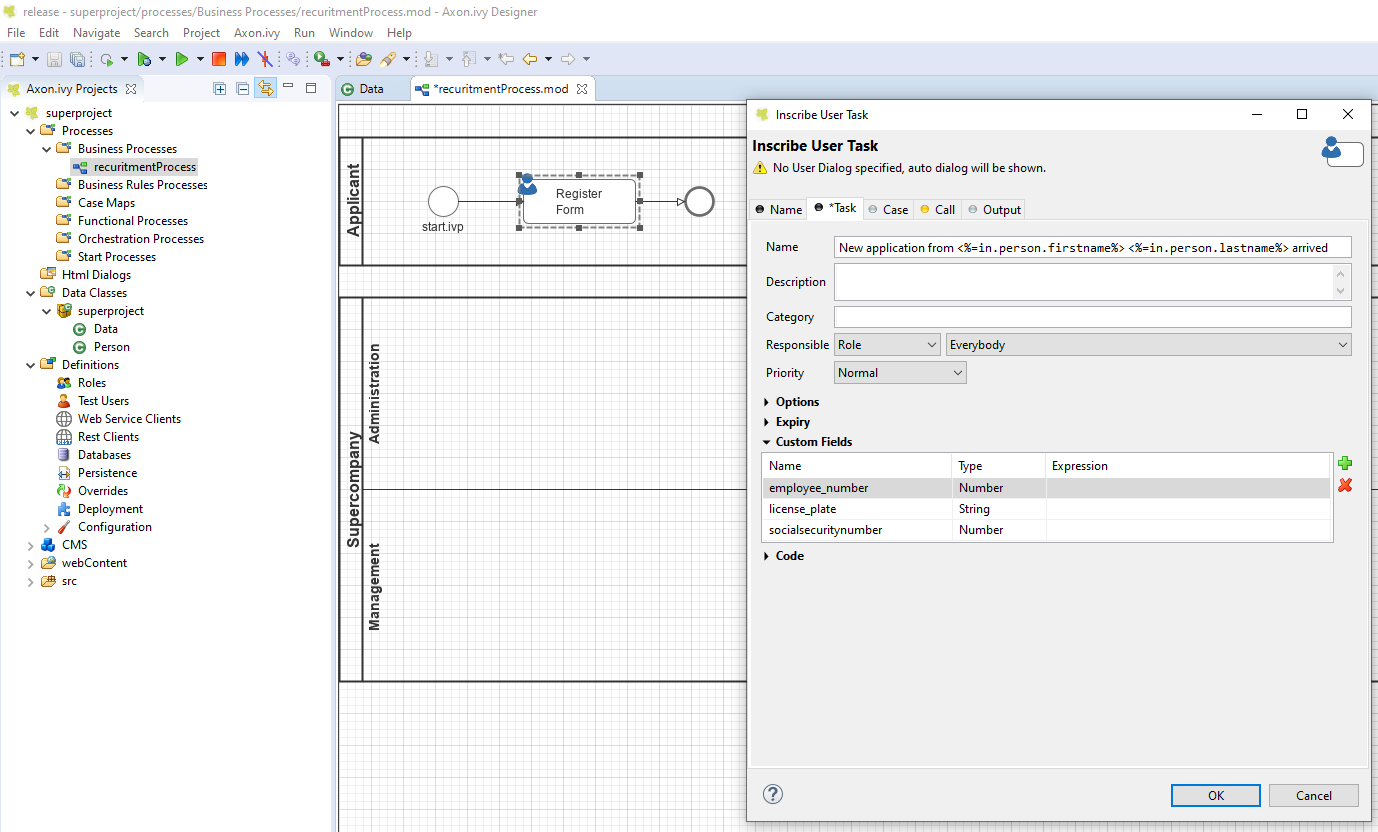 release - superproject/processes/Business Processes/recuritmentProcess.mod - Axon.ivy Designer
File Edit Navigate Search Project Axon.ivy Run Window Help
Axon.ivy Projects
superproject
Processes
Business Processes
recuritmentProcess
Business Rules Processes
Case Maps
Functional Processes
Orchestration Processes
Start Processes
Html Dialogs
Data Classes
superproject
Data
Person
Definitions
Roles
Test Users
Web Service Clients
Rest Clients
Databases
Persistence
Overrides
Deployment
Configuration
CMS
webContent
src
Data
*recuritmentProcess.mod
Applicant
start.ivp
Register
Form
Supercompany
Administration
Management
Inscribe User Task
Inscribe User Task
No User Dialog specified, auto dialog will be shown.
Name *Task Case Call Output
Name New application from <%=in.person.firstname%> <%=in.person.lastname%> arrived
Description
Category
Responsible Role Everybody
Priority Normal
Options
Expiry
Custom Fields
Name Type Expression
employee_number Number
license_plate String
socialsecuritynumber Number
Code
? OK Cancel